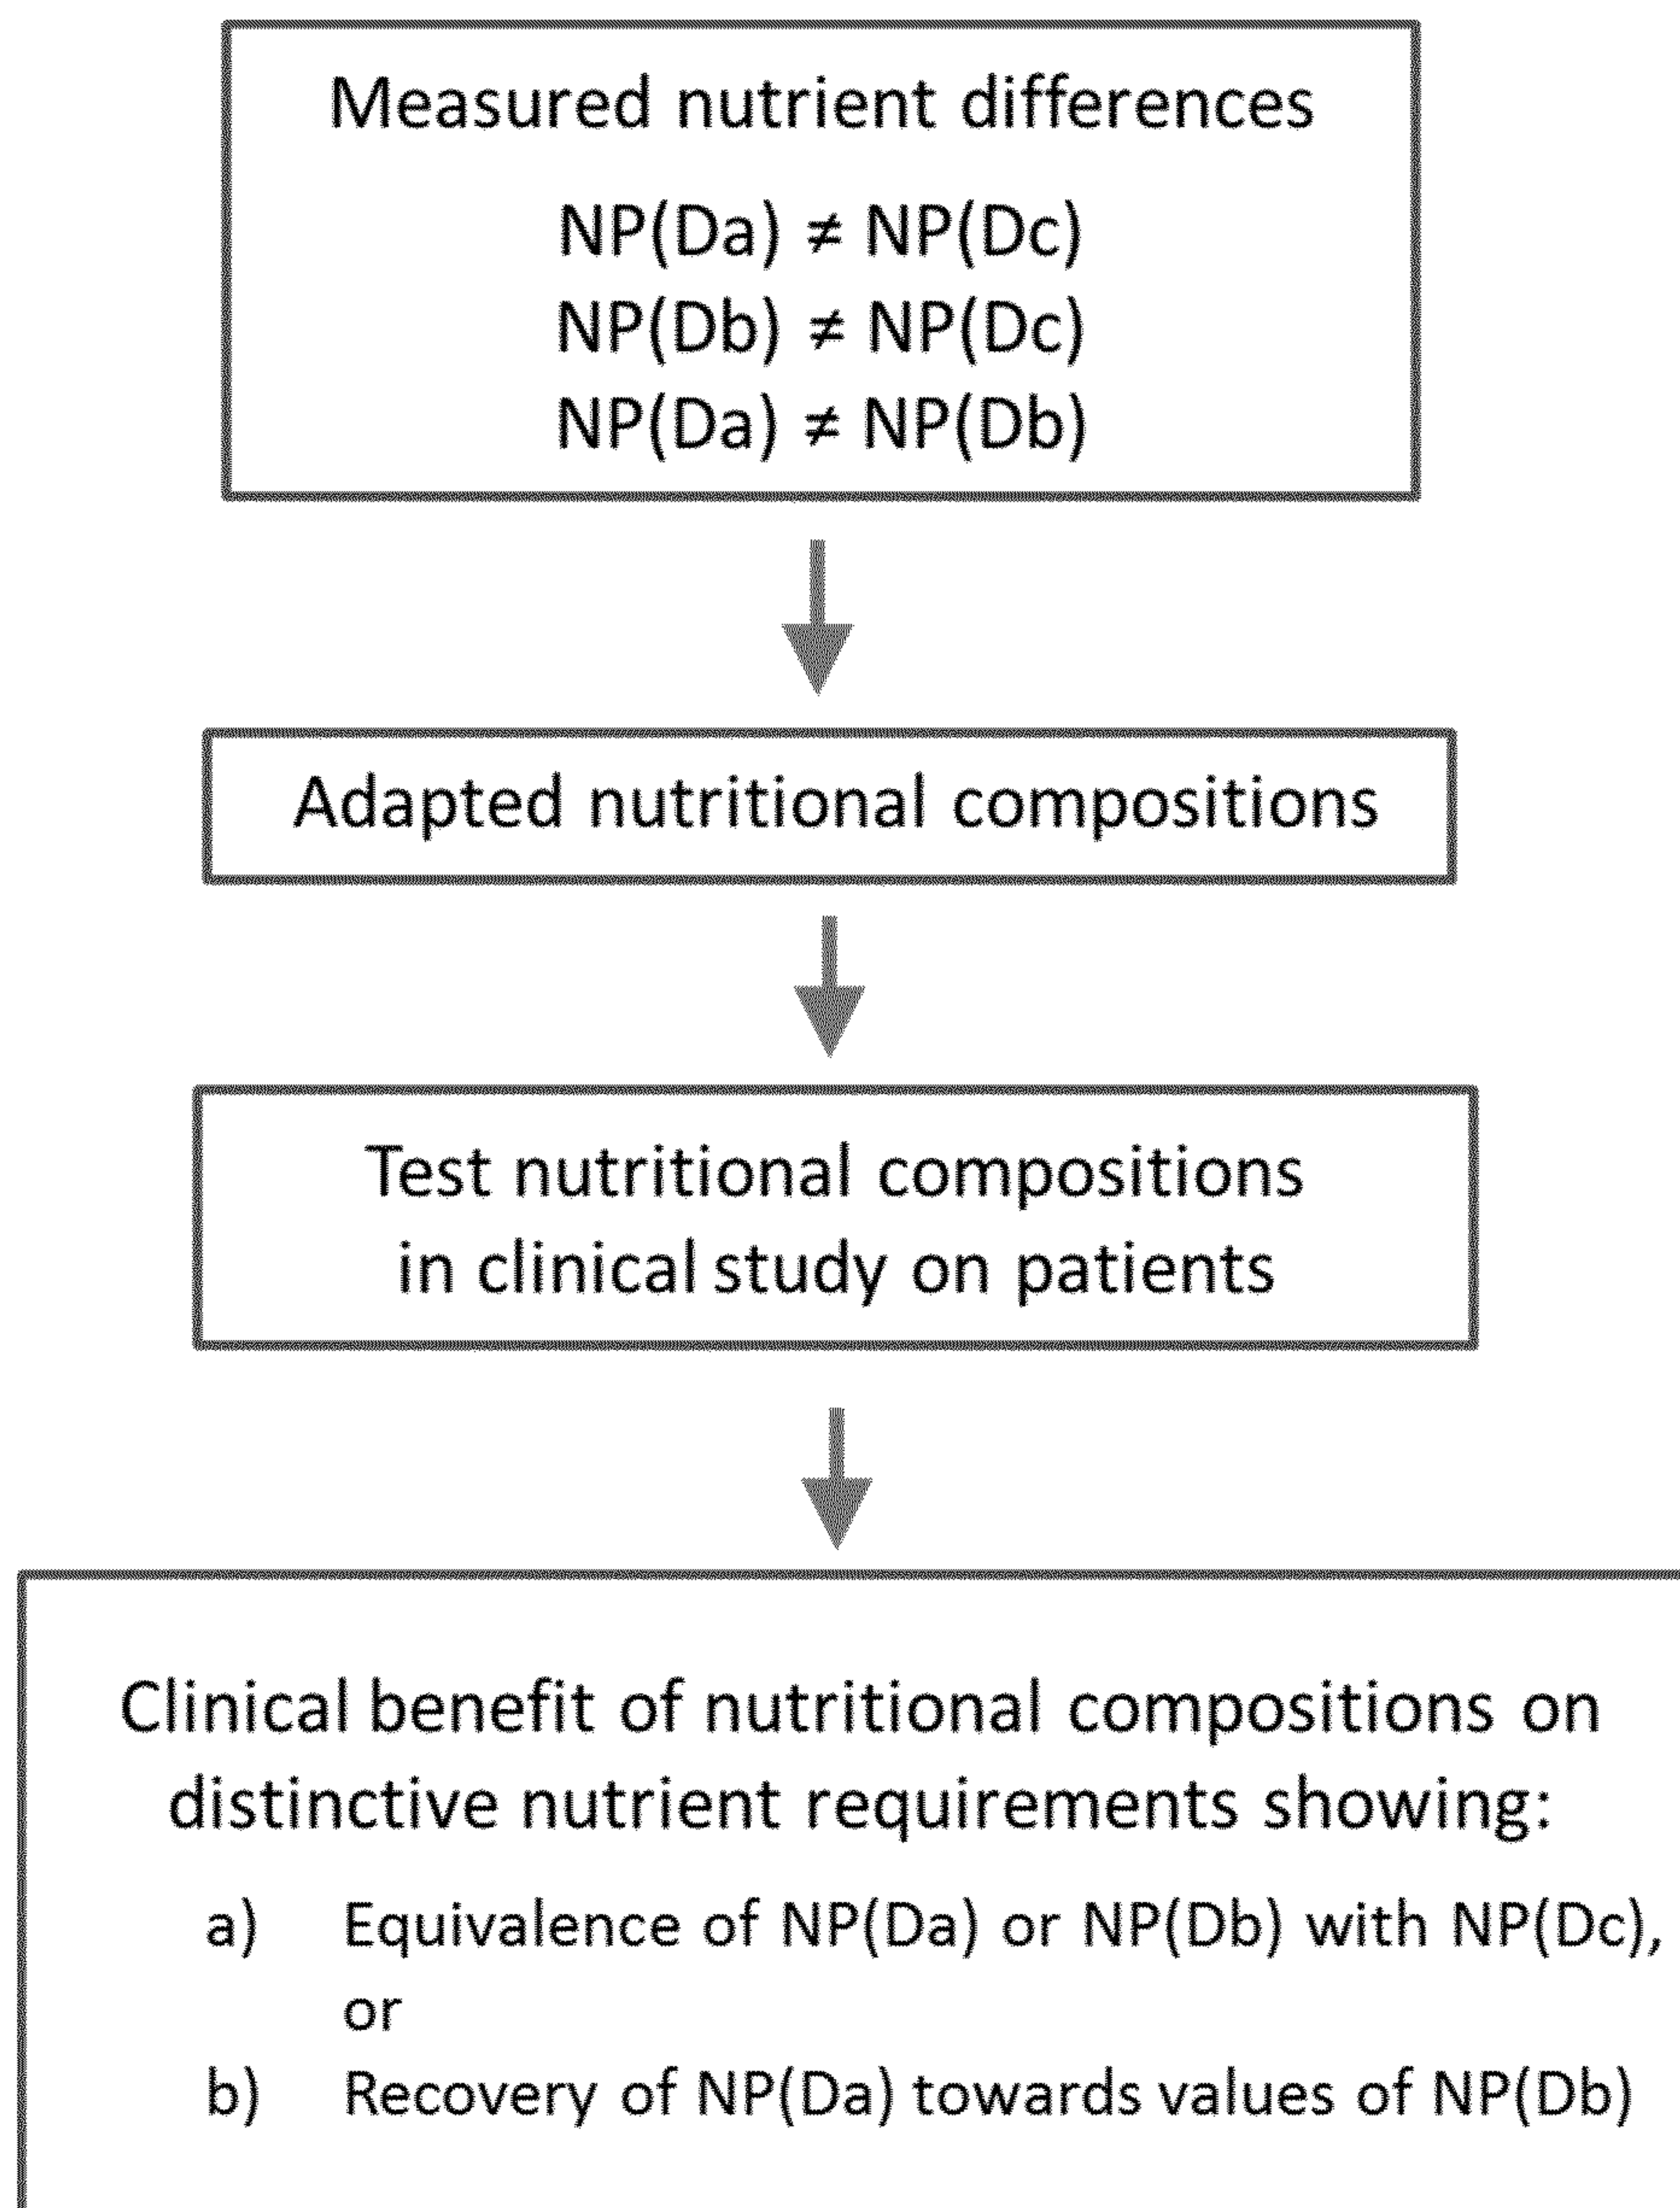 Measured nutrient differences
NP(Da) ≠ NP(Dc)
NP(Db) ≠ NP(Dc)
NP(Da) ≠ NP(Db)
Adapted nutritional compositions
Test nutritional compositions
in clinical study on patients
Clinical benefit of nutritional compositions on
distinctive nutrient requirements showing:
a) Equivalence of NP(Da) or NP(Db) with NP(Dc),
or
b) Recovery of NP(Da) towards values of NP(Db)